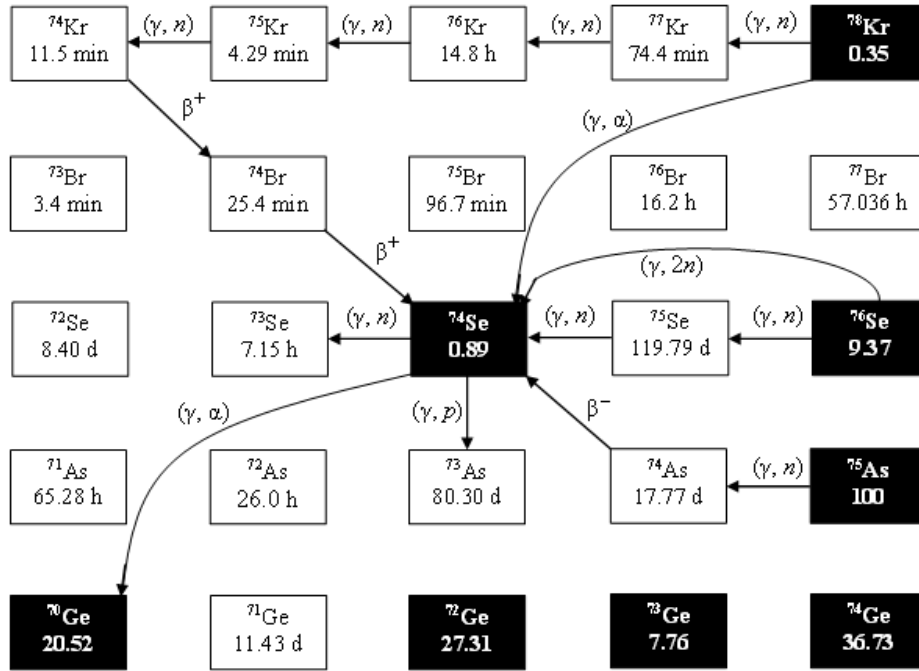 ⁷⁴Kr (γ, n) ⁷⁵Kr (γ, n) ⁷⁶Kr (γ, n) ⁷⁷Kr (γ, n) ⁷⁸Kr
11.5 min 4.29 min 14.8 h 74.4 min 0.35
β⁺ (γ, α)
⁷³Br ⁷⁴Br ⁷⁵Br ⁷⁶Br ⁷⁷Br
3.4 min 25.4 min 96.7 min 16.2 h 57.036 h
β⁺ (γ, 2n)
⁷²Se ⁷³Se (γ, n) ⁷⁴Se (γ, n) ⁷⁵Se (γ, n) ⁷⁶Se
8.40 d 7.15 h 0.89 119.79 d 9.37
(γ, α) (γ, p) β⁻
⁷¹As ⁷²As ⁷³As ⁷⁴As (γ, n) ⁷⁵As
65.28 h 26.0 h 80.30 d 17.77 d 100
⁷⁰Ge ⁷¹Ge ⁷²Ge ⁷³Ge ⁷⁴Ge
20.52 11.43 d 27.31 7.76 36.73